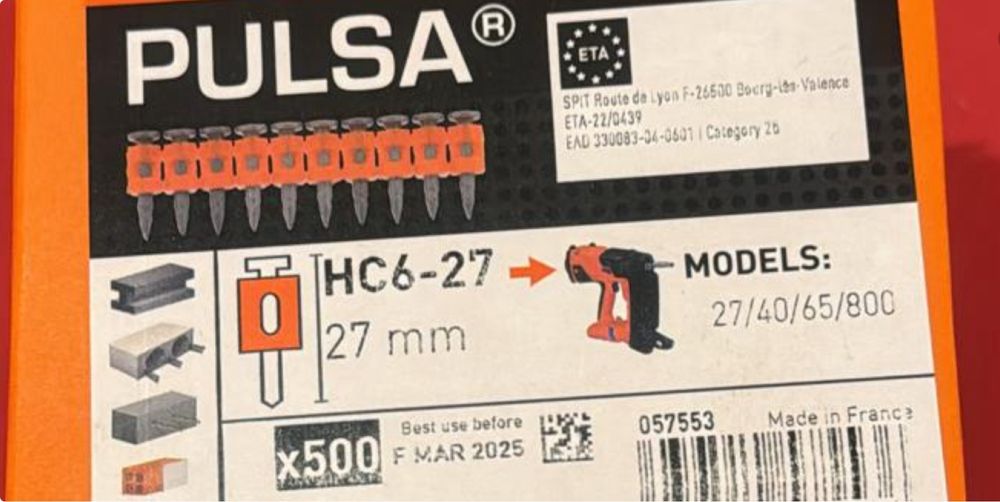 PULSA®
ETA
SPIT Route de Lyon F-26500 Bourg-lès-Valence
ETA-22/0439
EAD 330083-04-0601 | Category 2b
HC6-27
27 mm
MODELS:
27/40/65/800
x500
Best use before
F MAR 2025
057553
Made in France